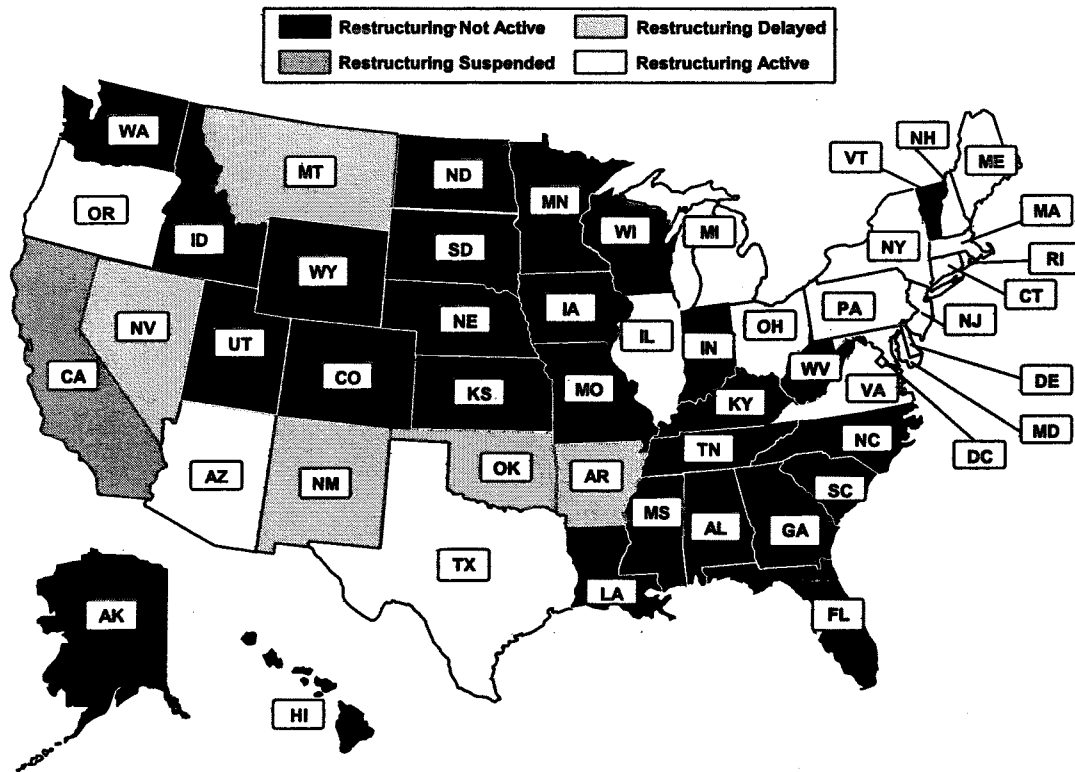 Restructuring Not Active
Restructuring Delayed
Restructuring Suspended
Restructuring Active
WA
MT
ND
MN
VT
NH
ME
OR
ID
WY
SD
WI
MI
NY
MA
RI
CT
NV
UT
NE
IA
IL
IN
OH
PA
NJ
CA
CO
KS
MO
KY
WV
VA
DE
MD
DC
AZ
NM
OK
AR
TN
NC
SC
MS
AL
GA
TX
LA
FL
AK
HI